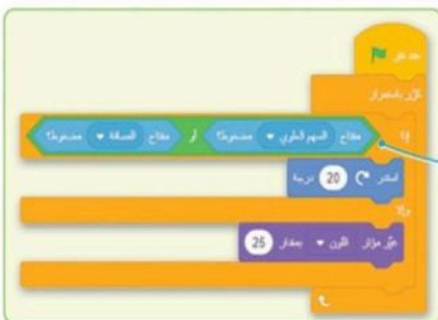 عند نقر
كرّر باستمرار
إذا مفتاح السهم العلوي مضغوط؟ أو مفتاح المسافة مضغوط؟
استدر 20 درجة
وإلا
غيّر مؤثر اللون بمقدار 25